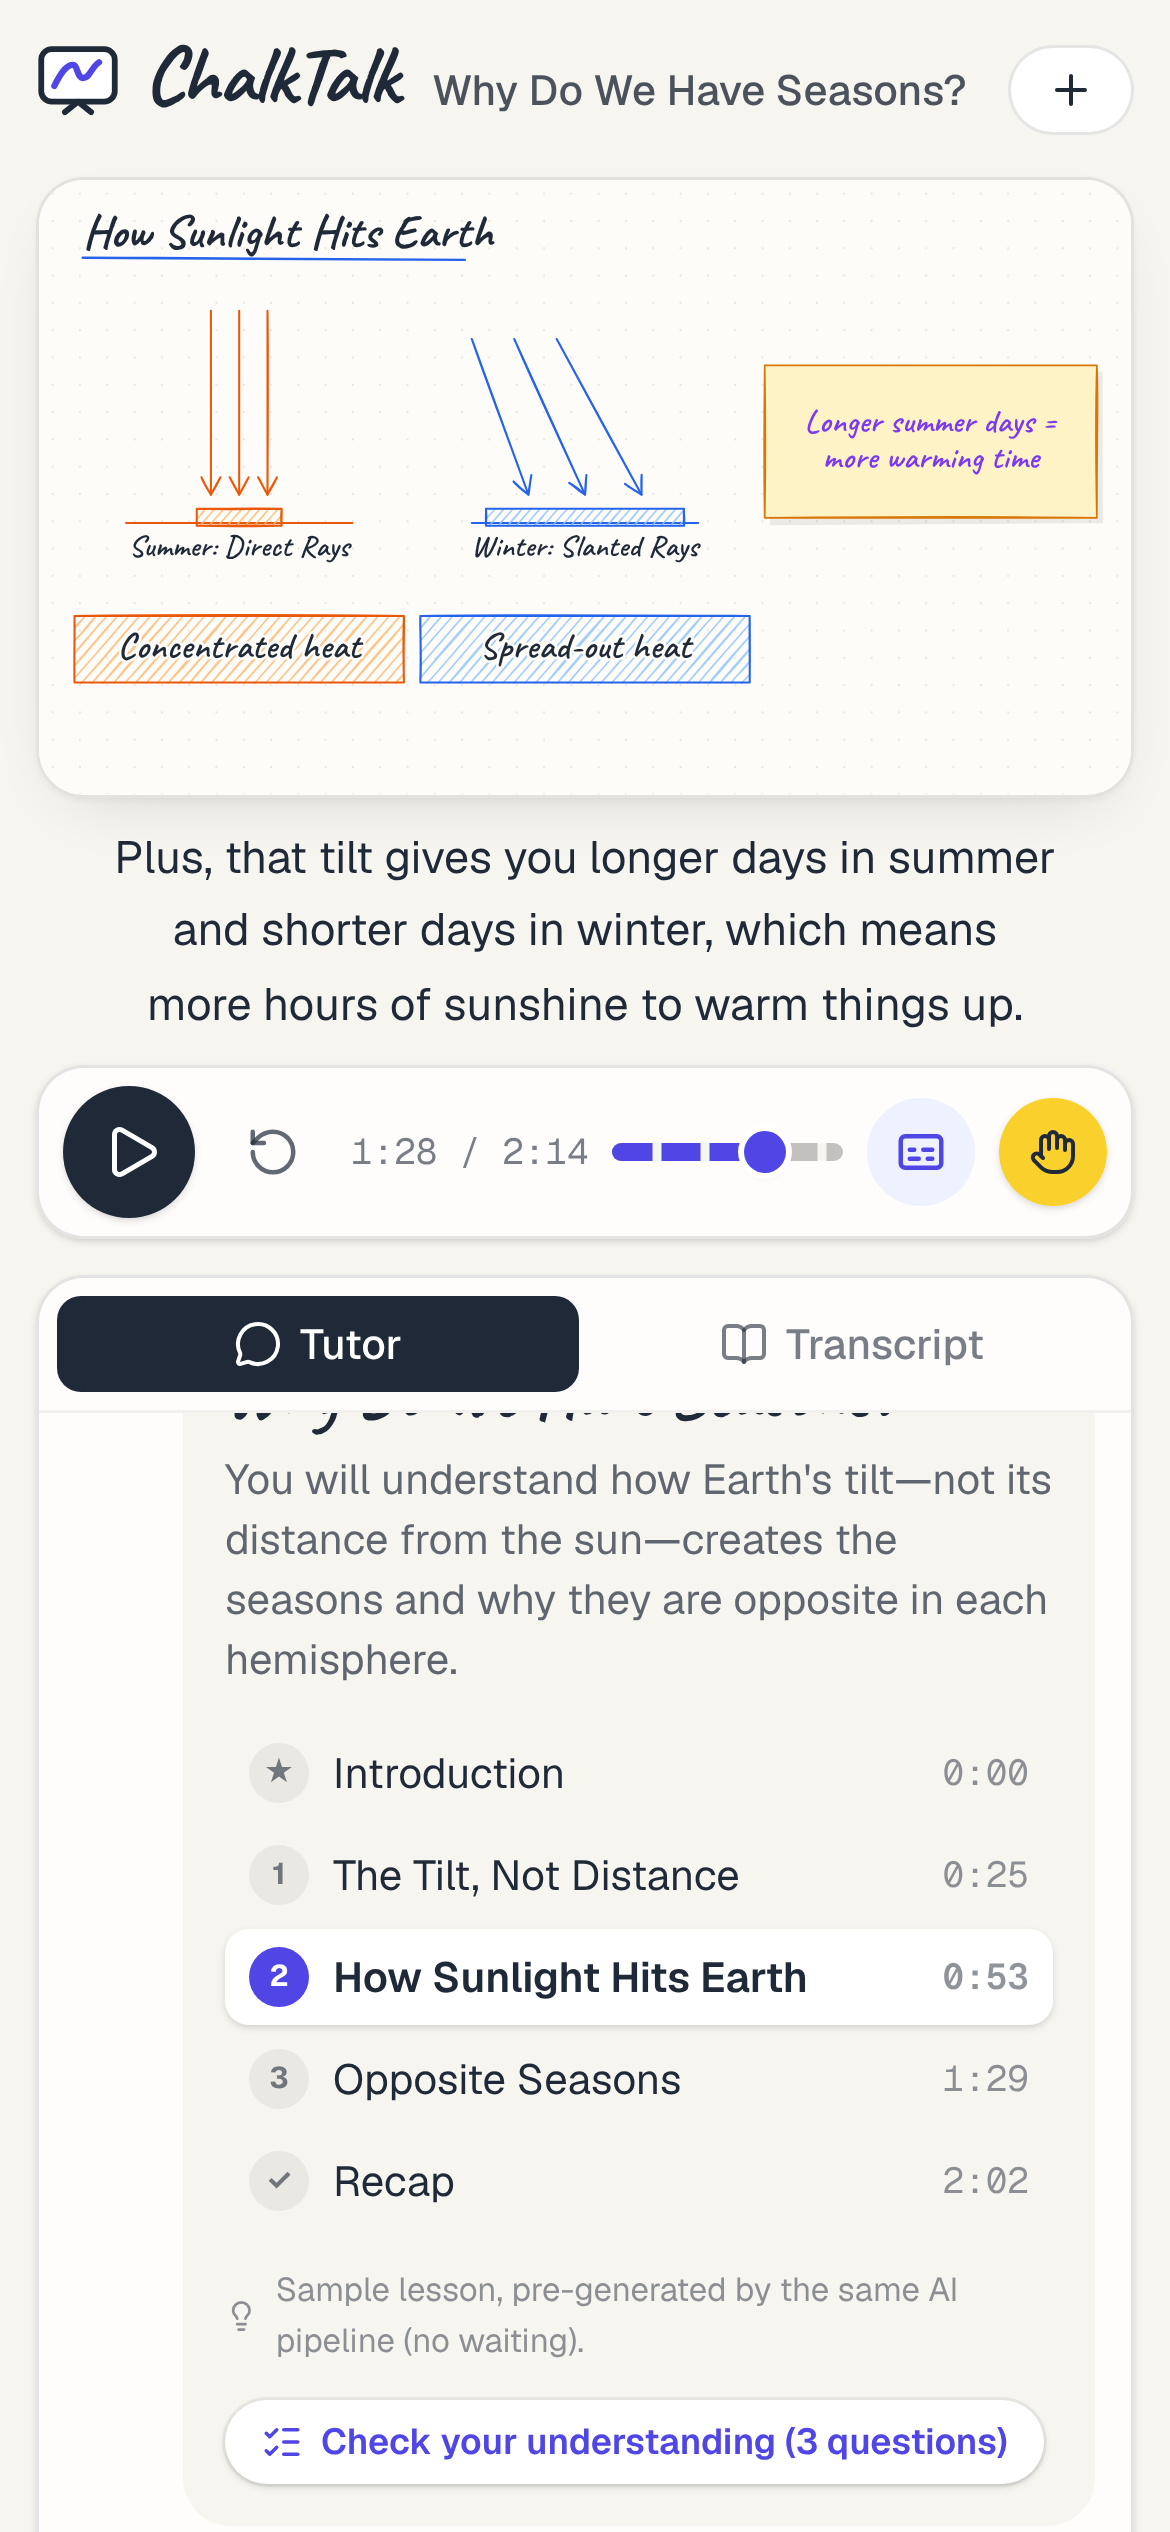 ChalkTalk Why Do We Have Seasons?
How Sunlight Hits Earth
Longer summer days =
more warming time
Summer: Direct Rays
Winter: Slanted Rays
Concentrated heat
Spread-out heat
Plus, that tilt gives you longer days in summer
and shorter days in winter, which means
more hours of sunshine to warm things up.
1:28 / 2:14
Tutor
Transcript
You will understand how Earth's tilt—not its
distance from the sun—creates the
seasons and why they are opposite in each
hemisphere.
Introduction 0:00
1 The Tilt, Not Distance 0:25
2 How Sunlight Hits Earth 0:53
3 Opposite Seasons 1:29
Recap 2:02
Sample lesson, pre-generated by the same AI
pipeline (no waiting).
Check your understanding (3 questions)